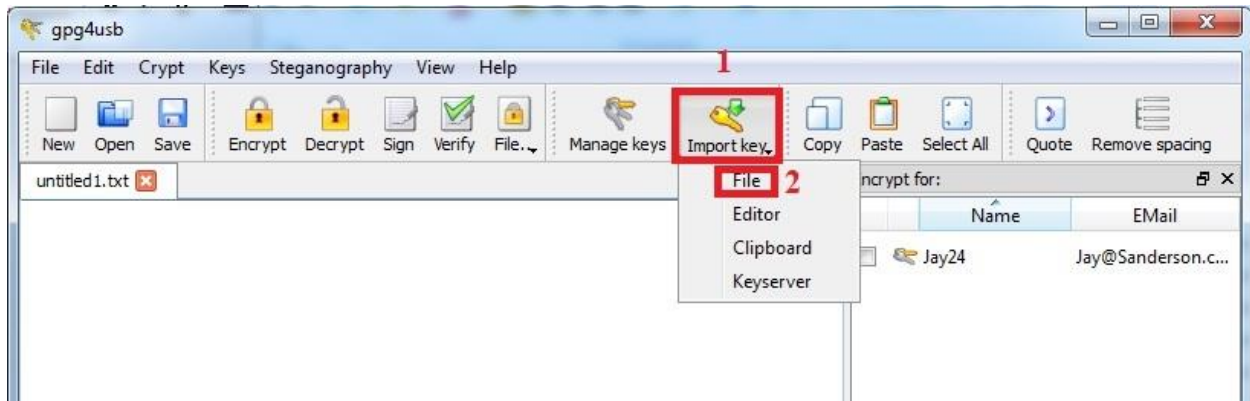 gpg4usb
File Edit Crypt Keys Steganography View Help
1
New Open Save Encrypt Decrypt Sign Verify File.. Manage keys Import key Copy Paste Select All Quote Remove spacing
untitled1.txt
File 2
ncrypt for:
Editor
Name EMail
Clipboard
Jay24 Jay@Sanderson.c...
Keyserver